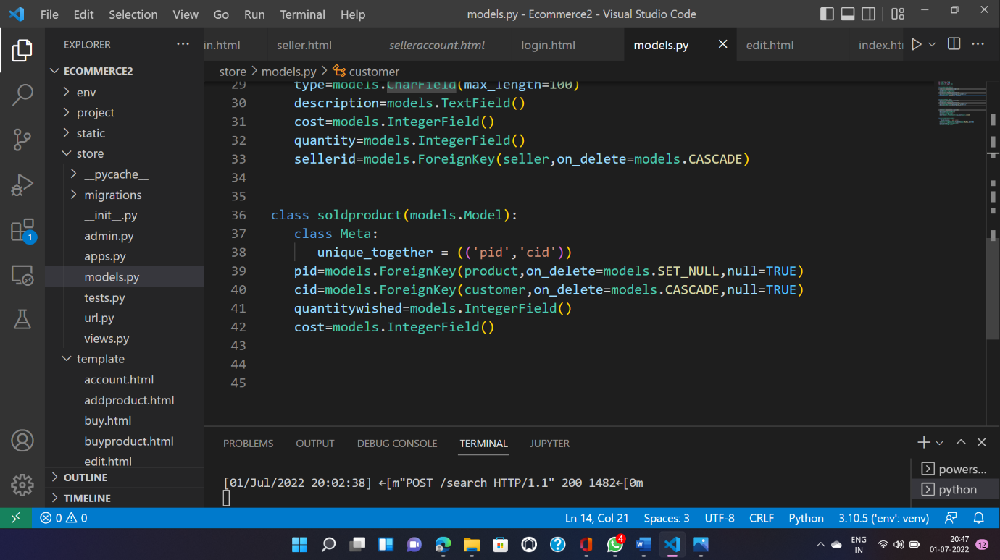 File Edit Selection View Go Run Terminal Help models.py - Ecommerce2 - Visual Studio Code
EXPLORER
in.html seller.html selleraccount.html login.html models.py edit.html index.ht
ECOMMERCE2
env
project
static
store
__pycache__
migrations
__init__.py
admin.py
apps.py
models.py
tests.py
url.py
views.py
template
account.html
addproduct.html
buy.html
buyproduct.html
edit.html
OUTLINE
TIMELINE
store > models.py > customer
29 type=models.CharField(max_length=100)
30 description=models.TextField()
31 cost=models.IntegerField()
32 quantity=models.IntegerField()
33 sellerid=models.ForeignKey(seller,on_delete=models.CASCADE)
34
35
36 class soldproduct(models.Model):
37 class Meta:
38 unique_together = (('pid','cid'))
39 pid=models.ForeignKey(product,on_delete=models.SET_NULL,null=TRUE)
40 cid=models.ForeignKey(customer,on_delete=models.CASCADE,null=TRUE)
41 quantitywished=models.IntegerField()
42 cost=models.IntegerField()
43
44
45
1
PROBLEMS OUTPUT DEBUG CONSOLE TERMINAL JUPYTER
[01/Jul/2022 20:02:38] ←[m"POST /search HTTP/1.1" 200 1482←[0m
powers...
python
0 0 Ln 14, Col 21 Spaces: 3 UTF-8 CRLF Python 3.10.5 ('env': venv)
4
ENG
IN
20:47
01-07-2022
12